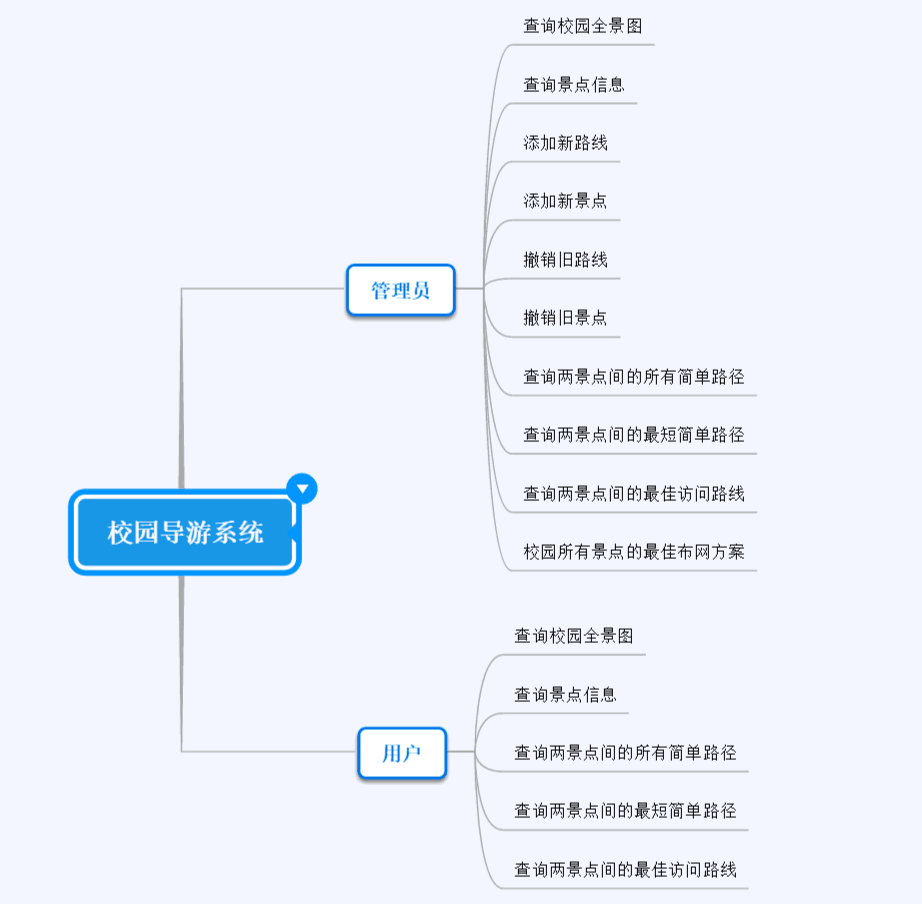 校园导游系统
管理员
查询校园全景图
查询景点信息
添加新路线
添加新景点
撤销旧路线
撤销旧景点
查询两景点间的所有简单路径
查询两景点间的最短简单路径
查询两景点间的最佳访问路线
校园所有景点的最佳布网方案
用户
查询校园全景图
查询景点信息
查询两景点间的所有简单路径
查询两景点间的最短简单路径
查询两景点间的最佳访问路线